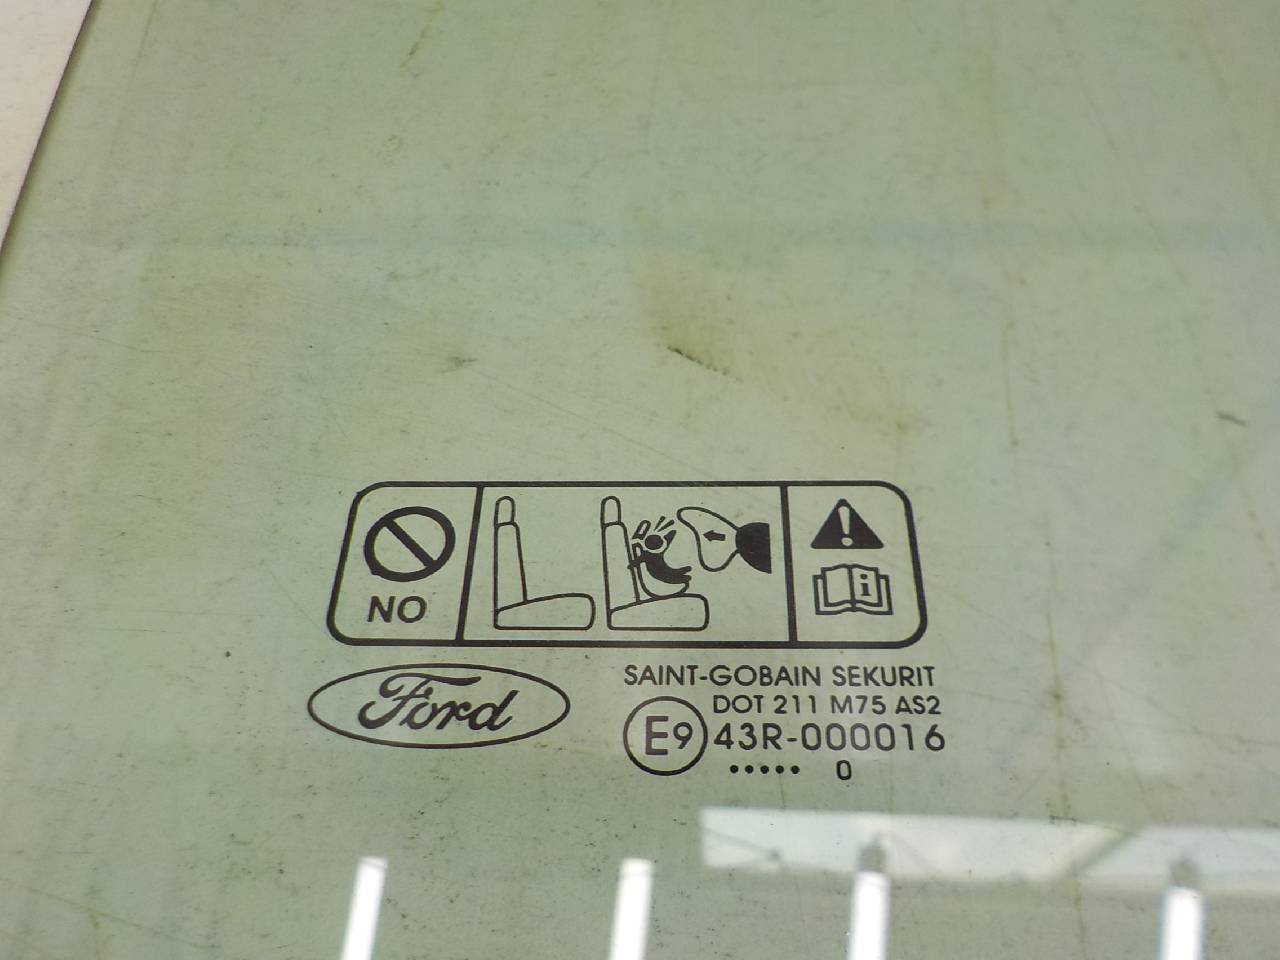 NO
Ford
SAINT-GOBAIN SEKURIT
DOT 211 M75 AS2
E9 43R-000016
..... 0